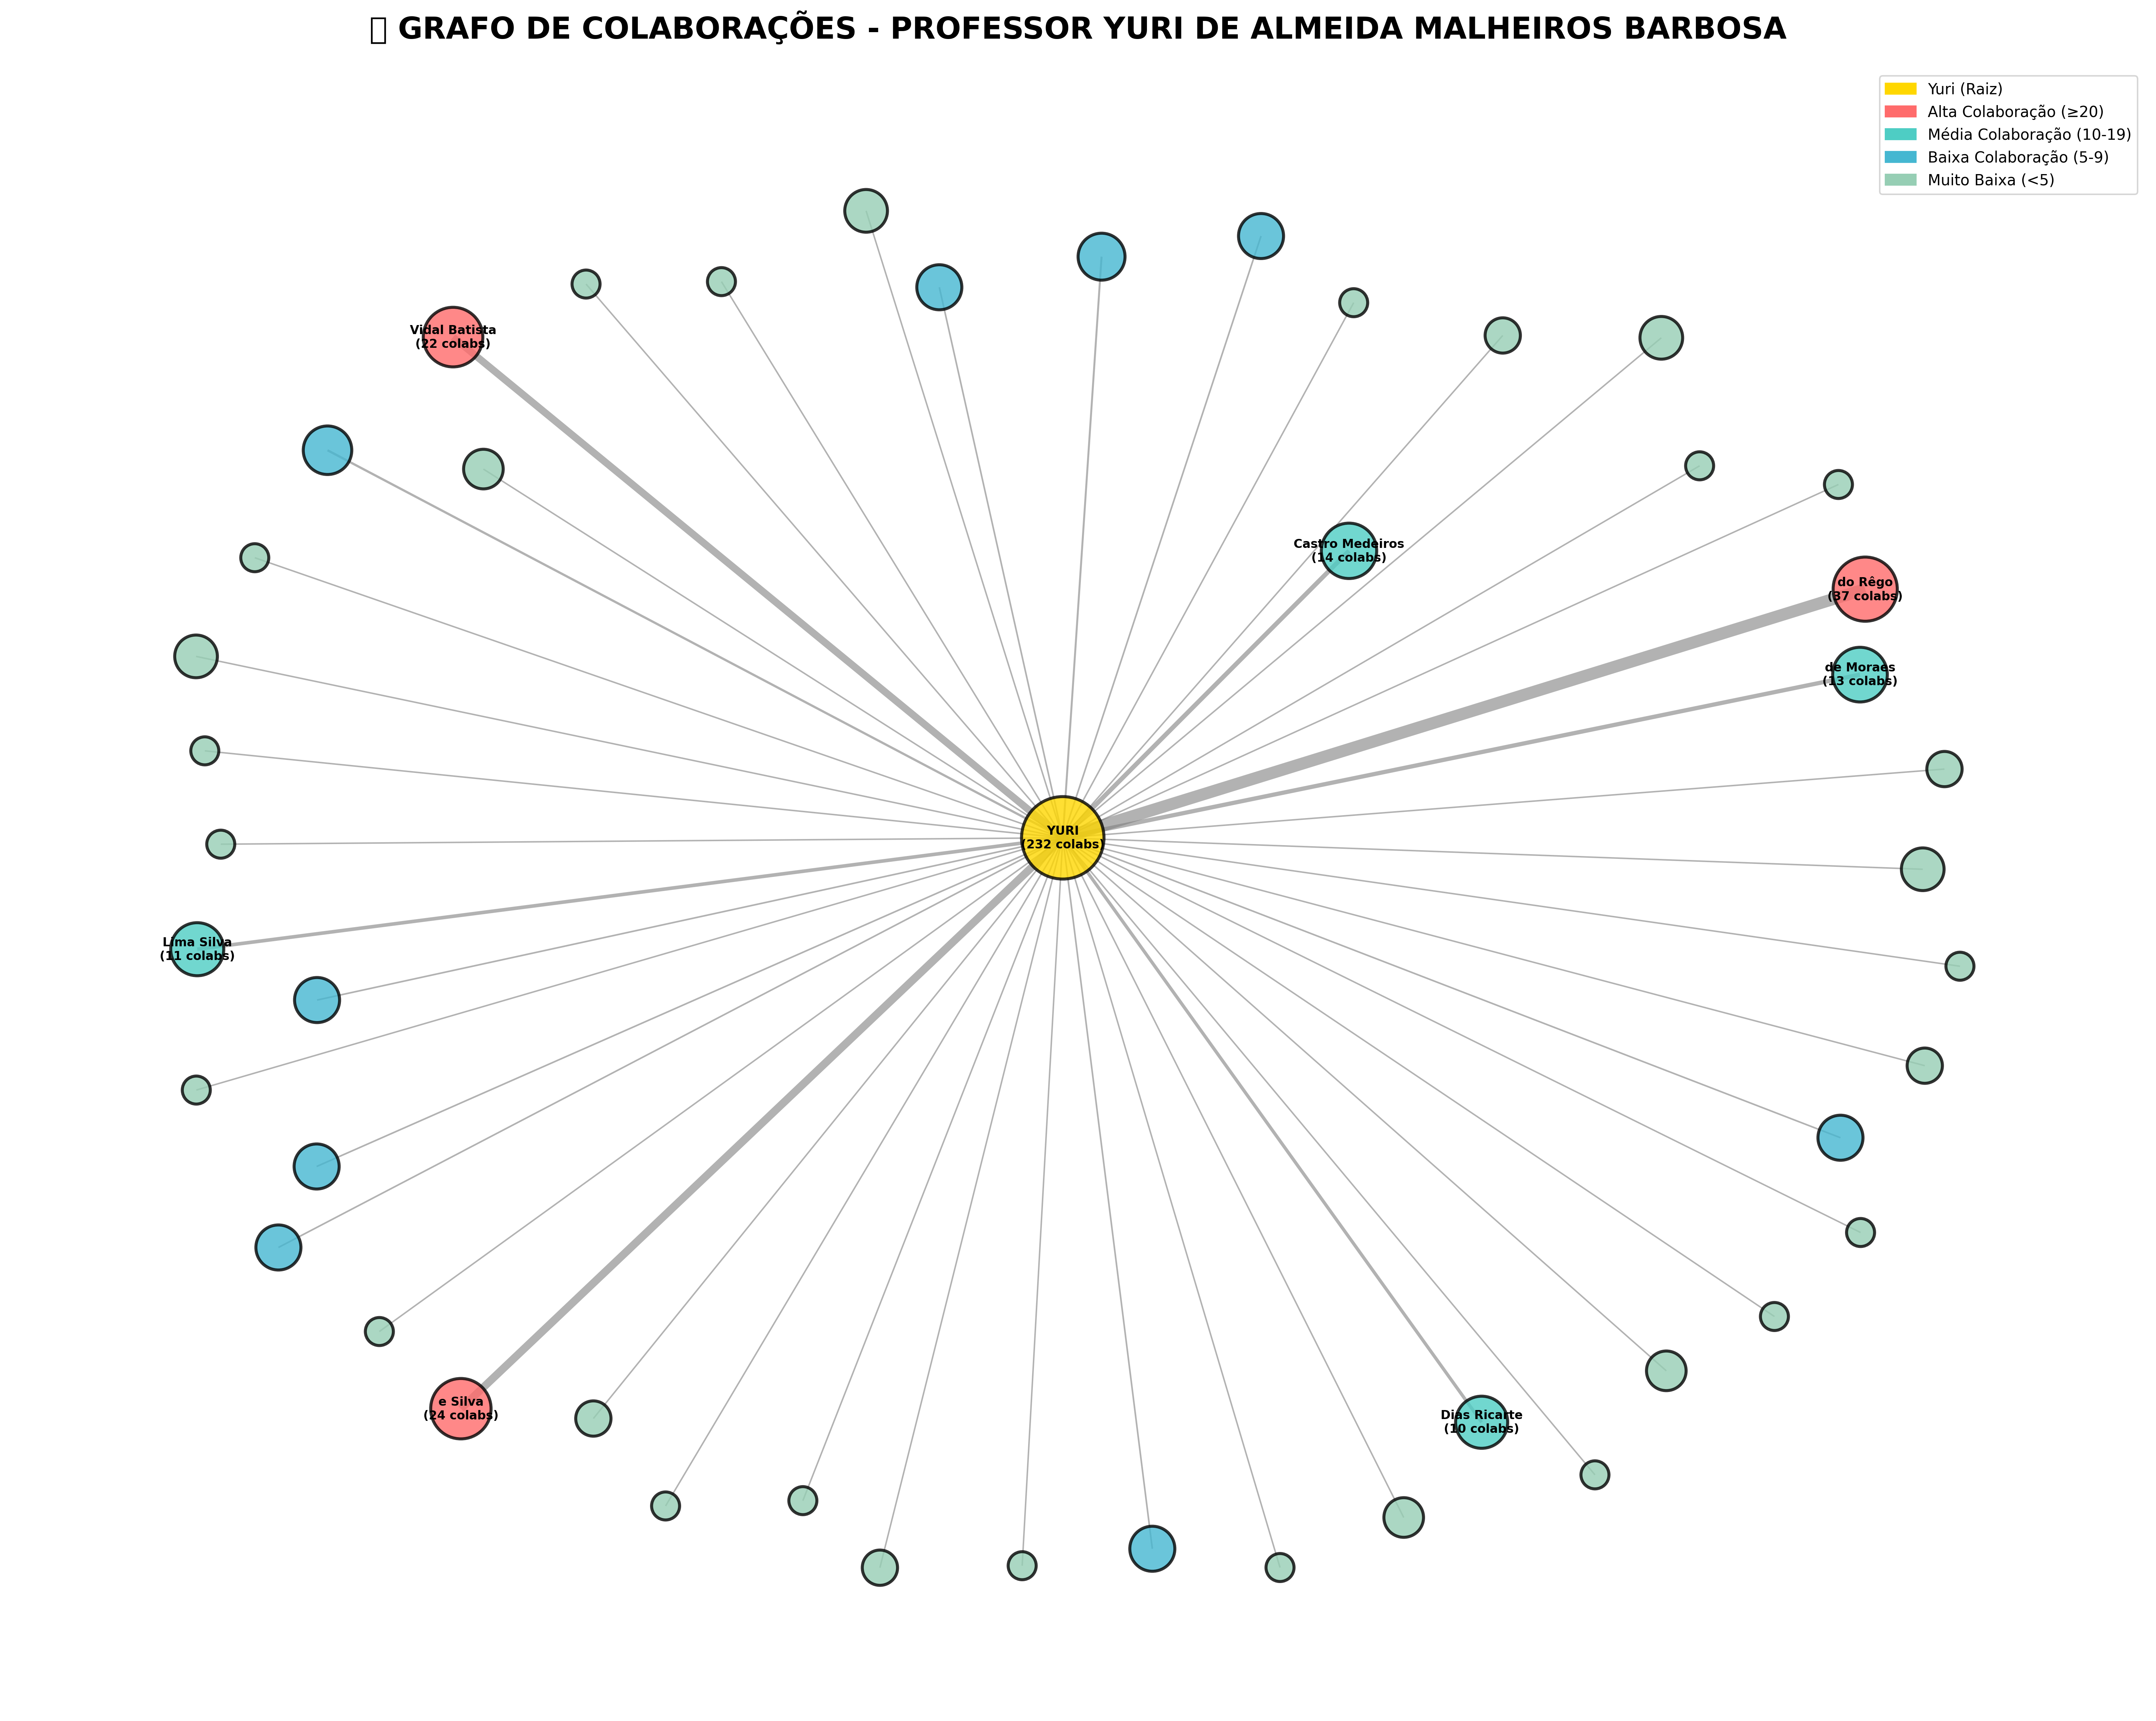 GRAFO DE COLABORAÇÕES - PROFESSOR YURI DE ALMEIDA MALHEIROS BARBOSA
Yuri (Raiz)
Alta Colaboração (≥20)
Média Colaboração (10-19)
Baixa Colaboração (5-9)
Muito Baixa (<5)
Vidal Batista
(22 colabs)
Castro Medeiros
(14 colabs)
do Rêgo
(37 colabs)
de Moraes
(13 colabs)
YURI
(232 colabs)
Lima Silva
(11 colabs)
e Silva
(24 colabs)
Dias Ricarte
(10 colabs)